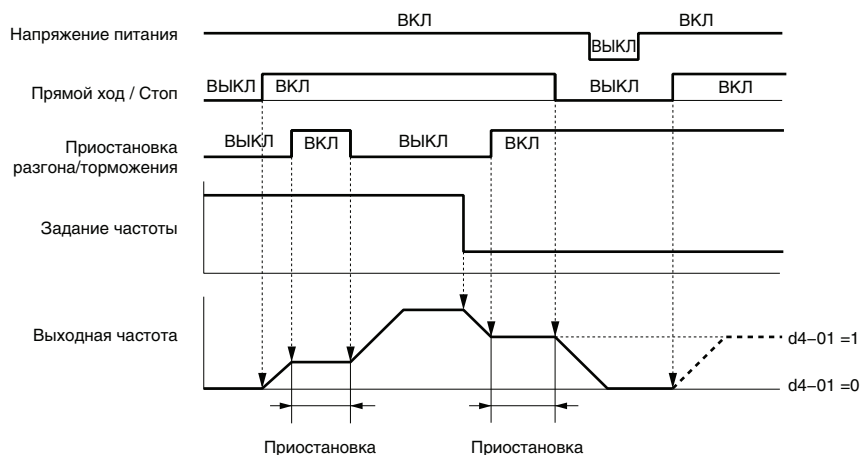 ВКЛ ВКЛ
Напряжение питания
ВЫКЛ
Прямой ход / Стоп ВЫКЛ ВКЛ ВЫКЛ ВКЛ
Приостановка
разгона/торможения
ВЫКЛ ВКЛ ВЫКЛ ВКЛ
Задание частоты
Выходная частота
d4–01 =1
d4–01 =0
Приостановка Приостановка